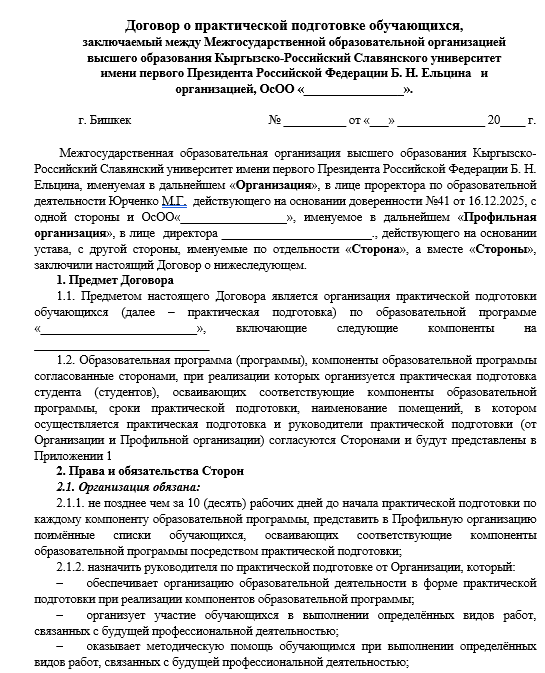 Договор о практической подготовке обучающихся,
заключаемый между Межгосударственной образовательной организацией
высшего образования Кыргызско-Российский Славянского университет
имени первого Президента Российской Федерации Б. Н. Ельцина и
организацией, ОсОО «________________».
г. Бишкек № __________ от «___» ______________ 20____ г.
Межгосударственная образовательная организация высшего образования Кыргызско-
Российский Славянский университет имени первого Президента Российской Федерации Б. Н.
Ельцина, именуемая в дальнейшем «Организация», в лице проректора по образовательной
деятельности Юрченко М.Г. действующего на основании доверенности №41 от 16.12.2025, с
одной стороны и ОсОО«_________________», именуемое в дальнейшем «Профильная
организация», в лице директора ________________________., действующего на основании
устава, с другой стороны, именуемые по отдельности «Сторона», а вместе «Стороны»,
заключили настоящий Договор о нижеследующем.
1. Предмет Договора
1.1. Предметом настоящего Договора является организация практической подготовки
обучающихся (далее – практическая подготовка) по образовательной программе
«_________________________», включающие следующие компоненты на
____________________________
1.2. Образовательная программа (программы), компоненты образовательной программы
согласованные сторонами, при реализации которых организуется практическая подготовка
студента (студентов), осваивающих соответствующие компоненты образовательной
программы, сроки практической подготовки, наименование помещений, в котором
осуществляется практическая подготовка и руководители практической подготовки (от
Организации и Профильной организации) согласуются Сторонами и будут представлены в
Приложении 1
2. Права и обязательства Сторон
2.1. Организация обязана:
2.1.1. не позднее чем за 10 (десять) рабочих дней до начала практической подготовки по
каждому компоненту образовательной программы, представить в Профильную организацию
поимённые списки обучающихся, осваивающих соответствующие компоненты
образовательной программы посредством практической подготовки;
2.1.2. назначить руководителя по практической подготовке от Организации, который:
– обеспечивает организацию образовательной деятельности в форме практической
подготовки при реализации компонентов образовательной программы;
– организует участие обучающихся в выполнении определённых видов работ,
связанных с будущей профессиональной деятельностью;
– оказывает методическую помощь обучающимся при выполнении определённых
видов работ, связанных с будущей профессиональной деятельностью;